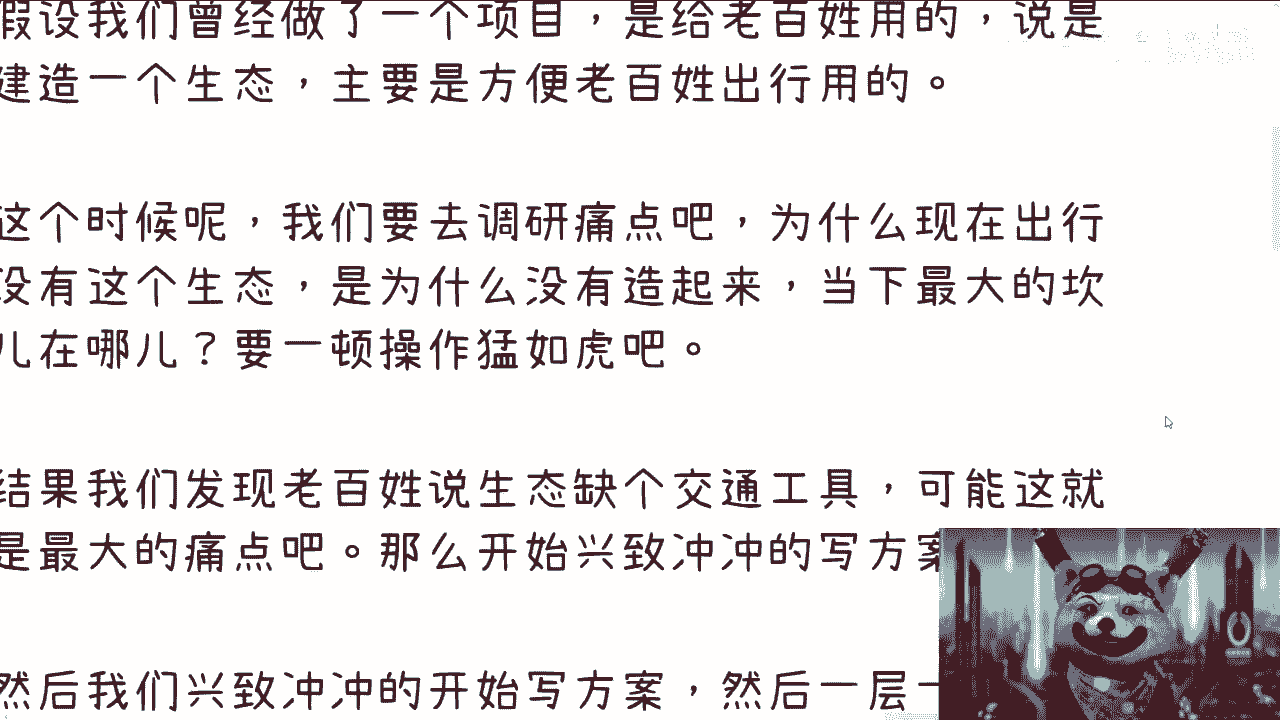 假设我们曾经做了一个项目，是给老百姓用的，说是
建造一个生态，主要是方便老百姓出行用的。
这个时候呢，我们要去调研痛点吧，为什么现在出行
没有这个生态，是为什么没有造起来，当下最大的坎
儿在哪儿？要一顿操作猛如虎吧。
结果我们发现老百姓说生态缺个交通工具，可能这就
是最大的痛点吧。那么开始兴致冲冲的写方案
然后我们兴致冲冲的开始写方案，然后一层一